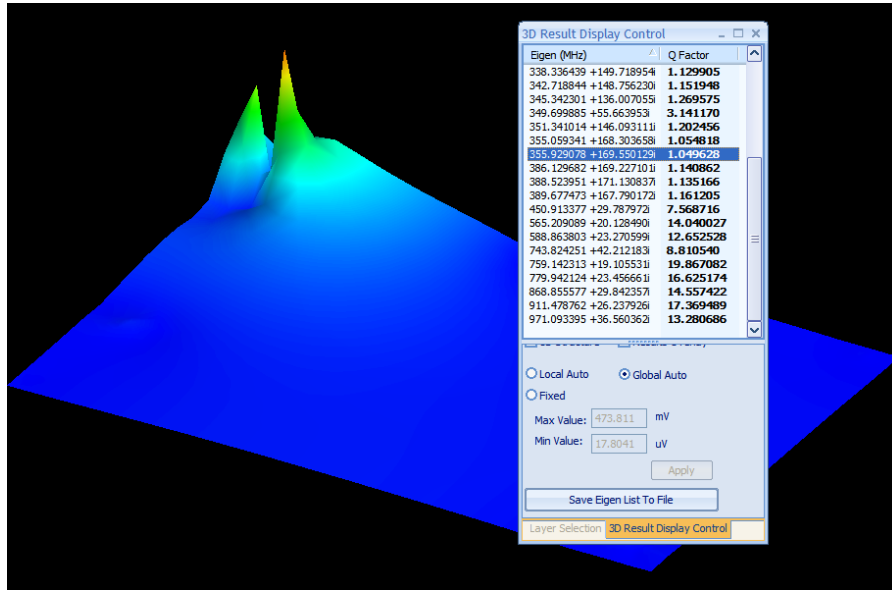 3D Result Display Control
Eigen (MHz) Q Factor
338.336439 +149.718954i 1.129905
342.718844 +148.756230i 1.151948
345.342301 +136.007055i 1.269575
349.699885 +55.663953i 3.141170
351.341014 +146.093111i 1.202456
355.059341 +168.303658i 1.054818
355.929078 +169.550129i 1.049628
386.129682 +169.227101i 1.140862
388.523951 +171.130837i 1.135166
389.677473 +167.790172i 1.161205
450.913377 +29.787972i 7.568716
565.209089 +20.128490i 14.040027
588.863803 +23.270599i 12.652528
743.824251 +42.212183i 8.810540
759.142313 +19.105531i 19.867082
779.942124 +23.456661i 16.625174
868.855577 +29.842357i 14.557422
911.478762 +26.237926i 17.369489
971.093395 +36.560362i 13.280686
Local Auto Global Auto
Fixed
Max Value: 473.811 mV
Min Value: 17.8041 uV
Apply
Save Eigen List To File
Layer Selection 3D Result Display Control